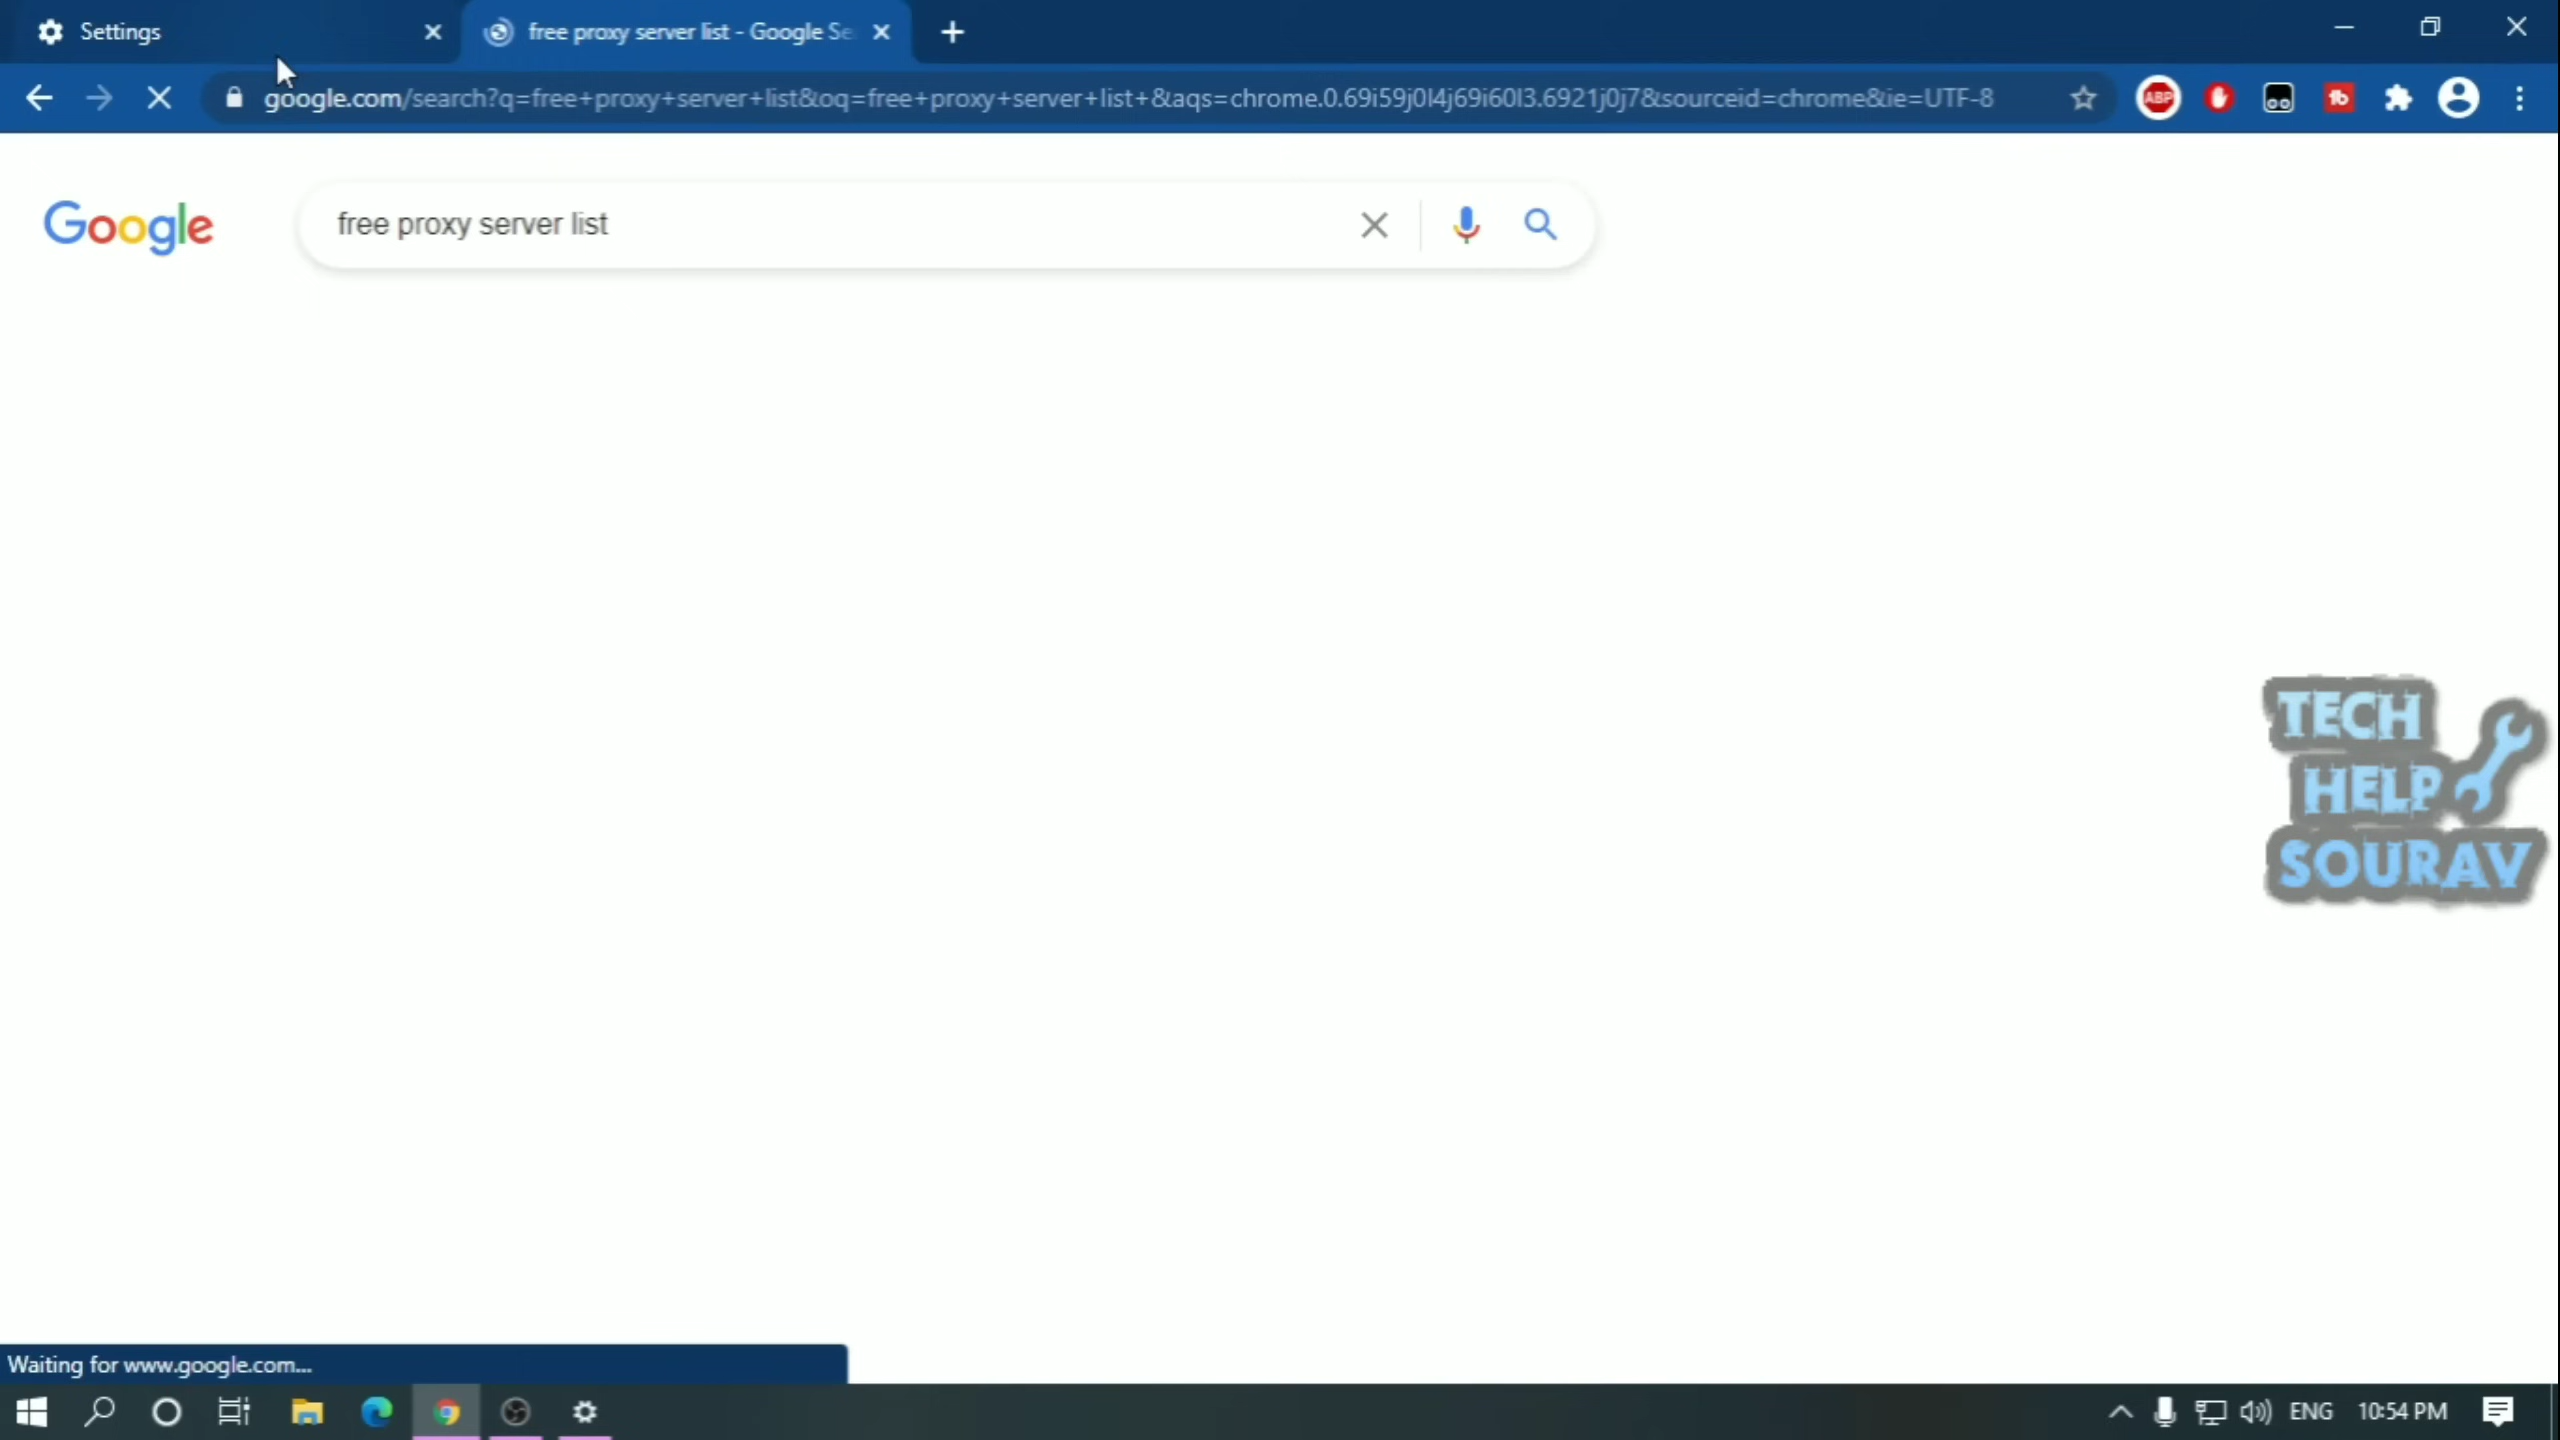 Settings
free proxy server list - Google Se
google.com/search?q=free+proxy+server+list&oq=free+proxy+server+list+&aqs=chrome.0.69i59j0l4j69i60l3.6921j0j7&sourceid=chrome&ie=UTF-8
ABP
Google
free proxy server list
TECH
HELP
SOURAV
Waiting for www.google.com...
ENG
10:54 PM